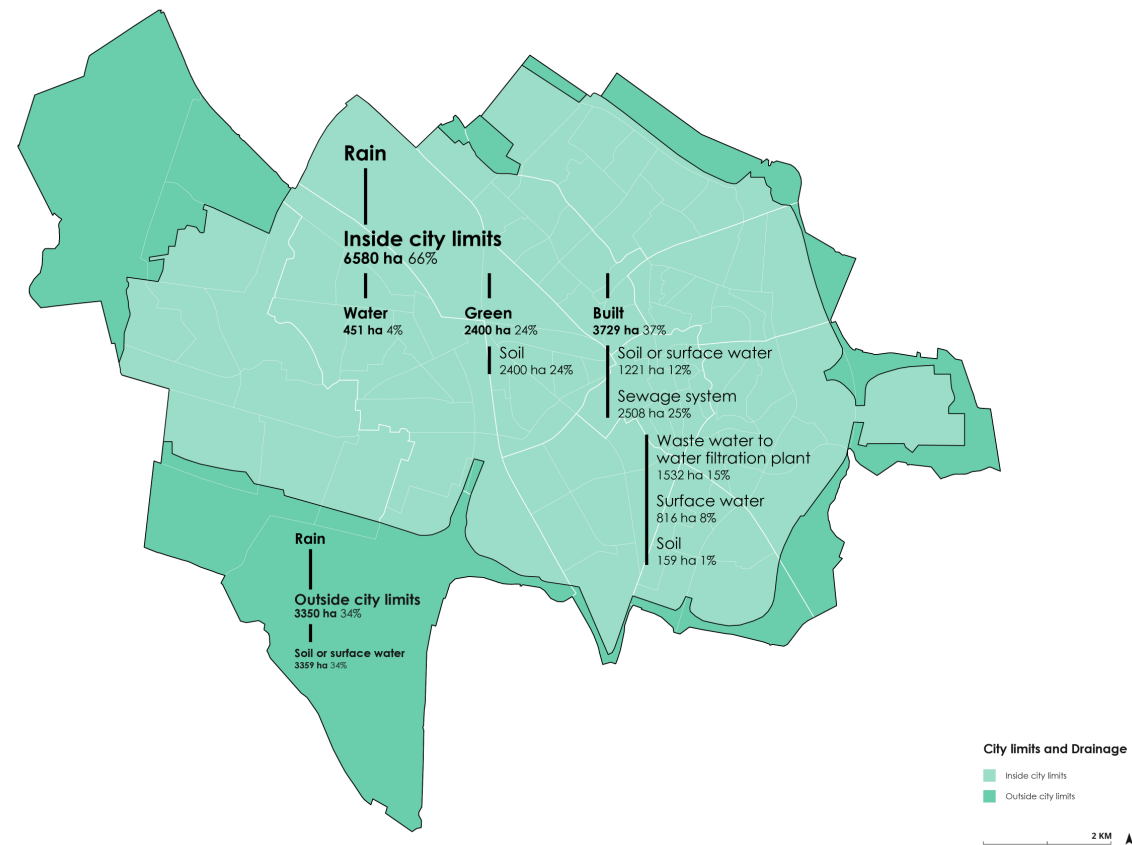 Rain
Inside city limits
6580 ha 66%
Water
451 ha 4%
Green
2400 ha 24%
Soil
2400 ha 24%
Built
3729 ha 37%
Soil or surface water
1221 ha 12%
Sewage system
2508 ha 25%
Waste water to
water filtration plant
1532 ha 15%
Surface water
816 ha 8%
Soil
159 ha 1%
Rain
Outside city limits
3350 ha 34%
Soil or surface water
3359 ha 34%
City limits and Drainage
Inside city limits
Outside city limits
2 KM